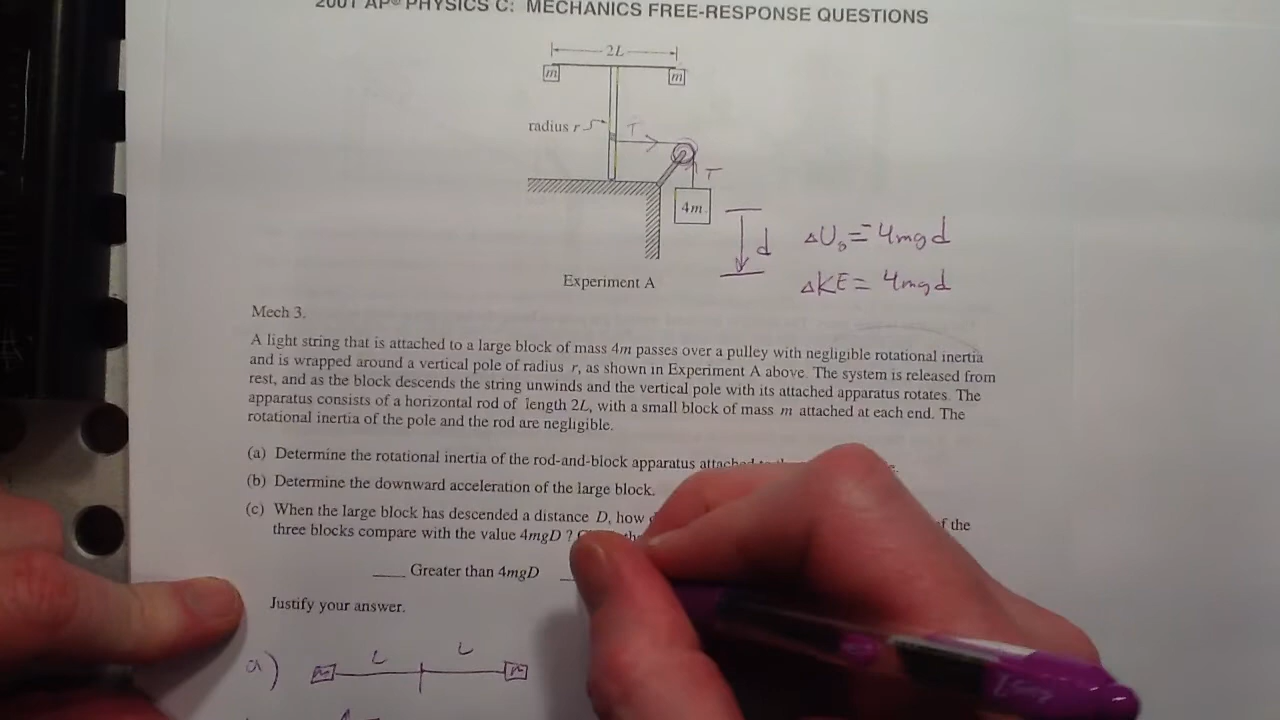 2001 AP® PHYSICS C: MECHANICS FREE-RESPONSE QUESTIONS
2L
m m
radius r
T
T
4m
d
ΔUg = -4mgd
ΔKE = 4mgd
Experiment A
Mech 3.
A light string that is attached to a large block of mass 4m passes over a pulley with negligible rotational inertia
and is wrapped around a vertical pole of radius r, as shown in Experiment A above. The system is released from
rest, and as the block descends the string unwinds and the vertical pole with its attached apparatus rotates. The
apparatus consists of a horizontal rod of length 2L, with a small block of mass m attached at each end. The
rotational inertia of the pole and the rod are negligible.
(a) Determine the rotational inertia of the rod-and-block apparatus attached
(b) Determine the downward acceleration of the large block.
(c) When the large block has descended a distance D, how of the
three blocks compare with the value 4mgD ?
____ Greater than 4mgD
Justify your answer.
a) m L L m